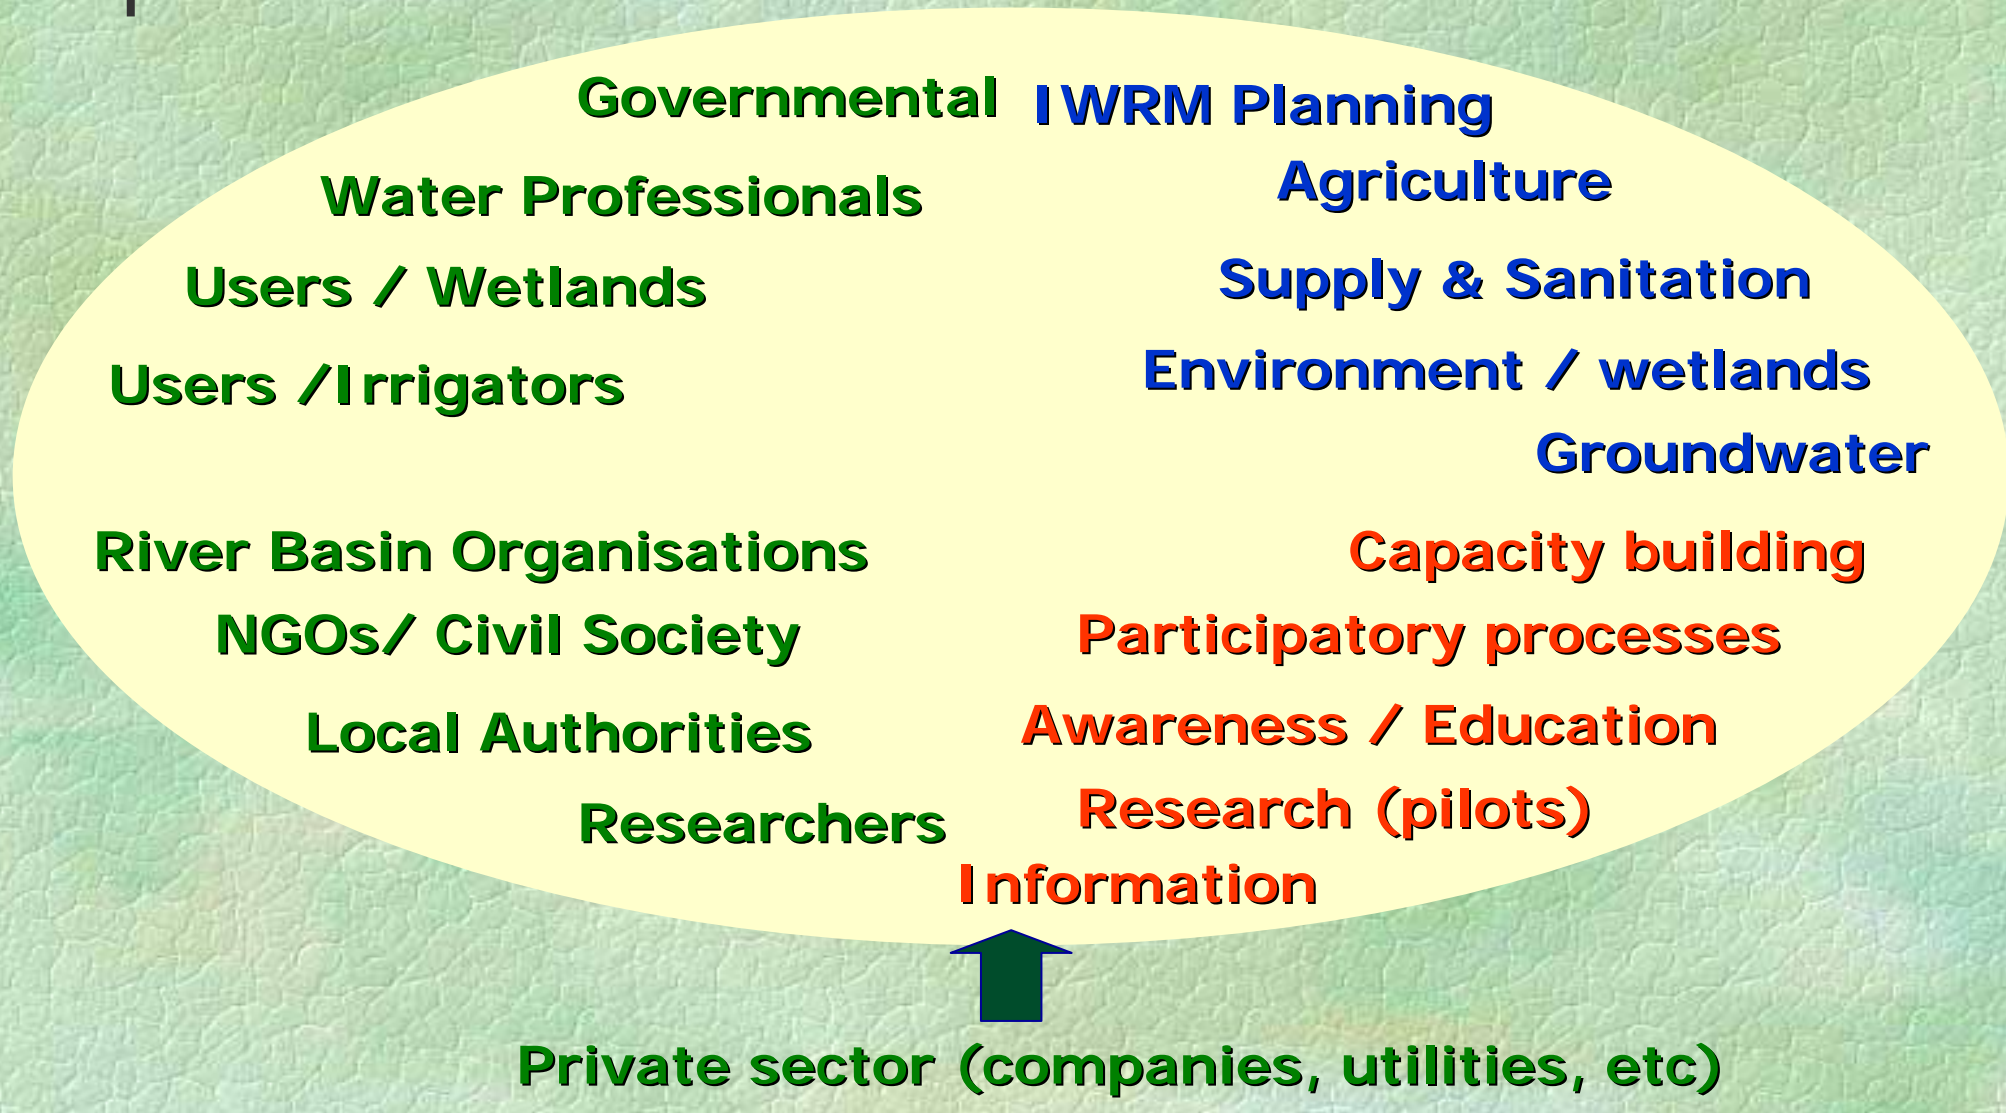 Governmental
IWRM Planning
Water Professionals
Agriculture
Users / Wetlands
Supply & Sanitation
Users /Irrigators
Environment / wetlands
Groundwater
River Basin Organisations
Capacity building
NGOs/ Civil Society
Participatory processes
Local Authorities
Awareness / Education
Researchers
Research (pilots)
Information
Private sector (companies, utilities, etc)